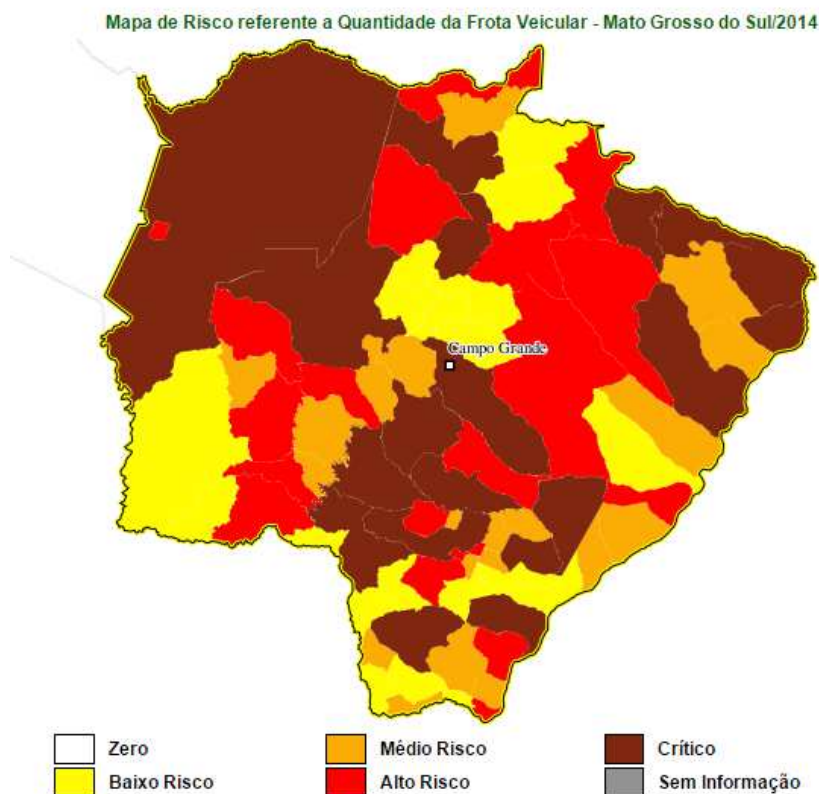 Mapa de Risco referente a Quantidade da Frota Veicular - Mato Grosso do Sul/2014
Campo Grande
Zero
Médio Risco
Crítico
Baixo Risco
Alto Risco
Sem Informação